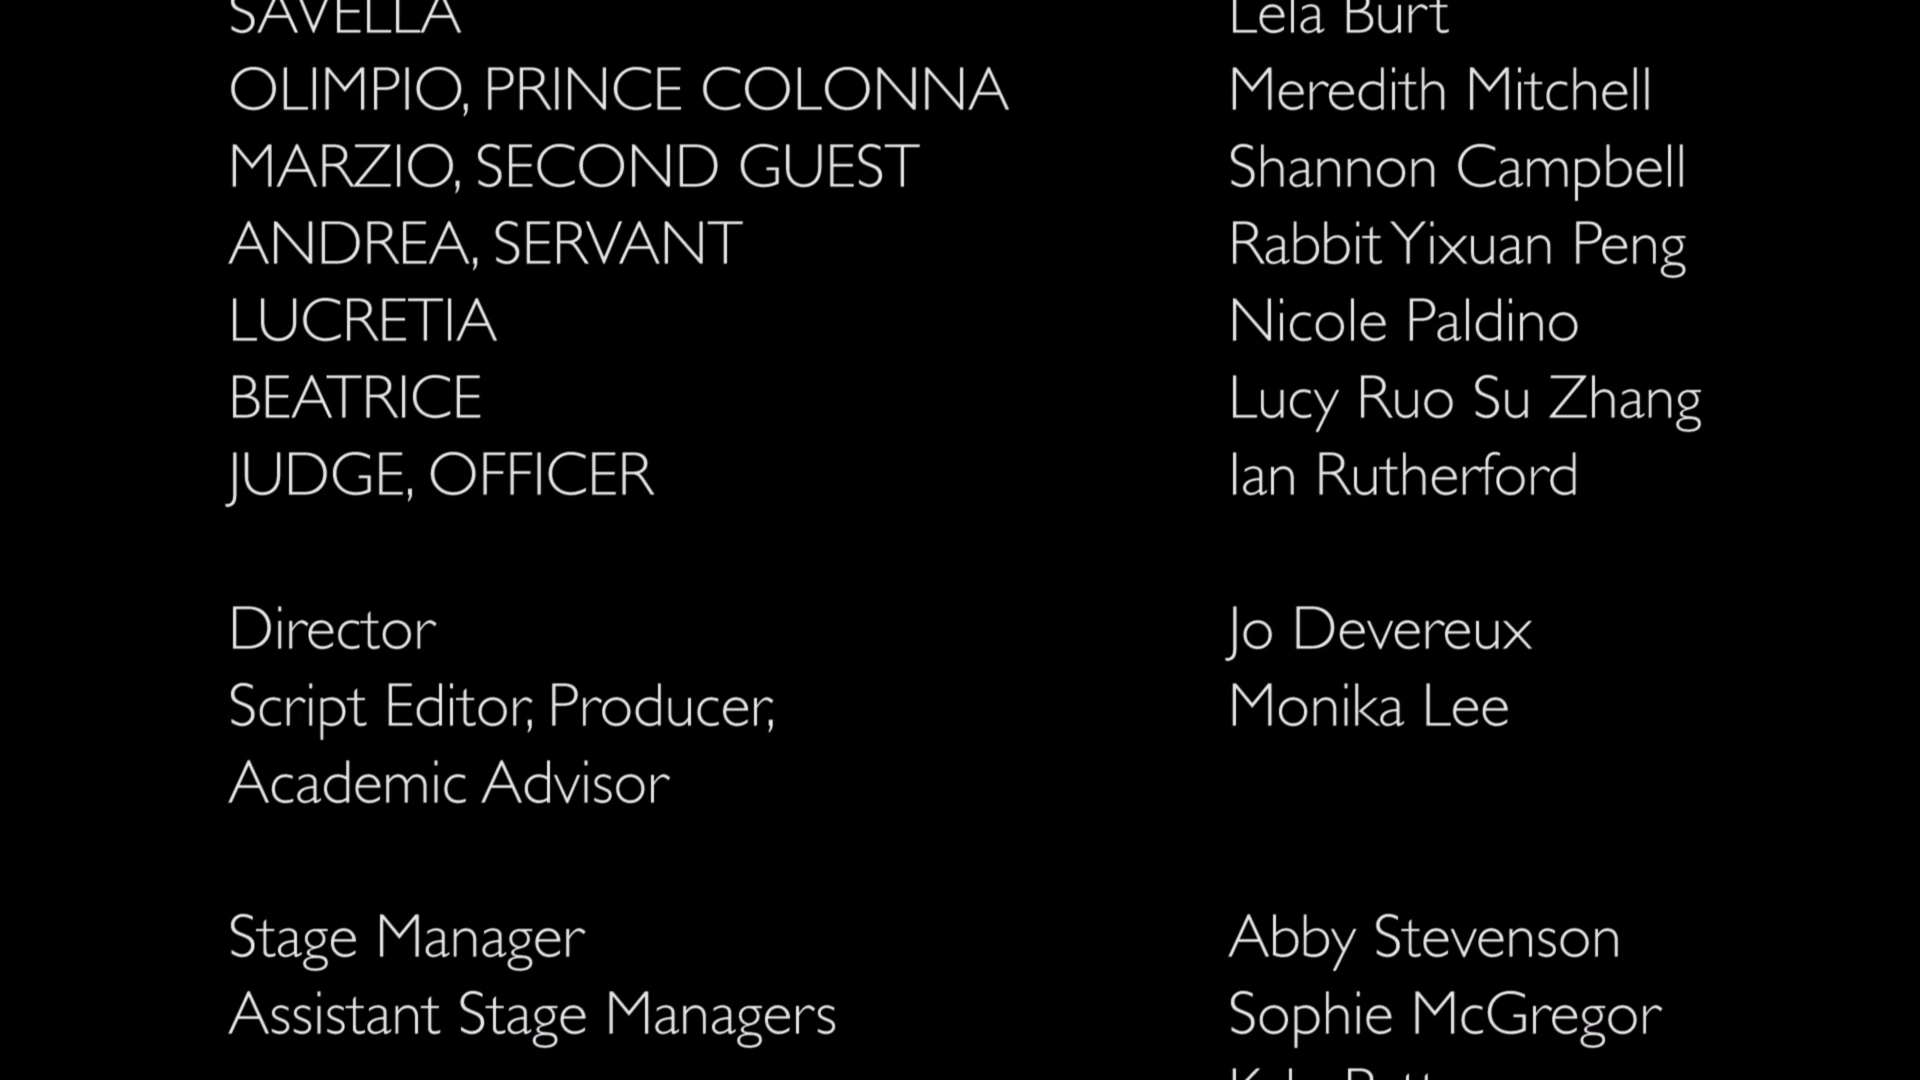 SAVELLA Lela Burt
OLIMPIO, PRINCE COLONNA Meredith Mitchell
MARZIO, SECOND GUEST Shannon Campbell
ANDREA, SERVANT Rabbit Yixuan Peng
LUCRETIA Nicole Paldino
BEATRICE Lucy Ruo Su Zhang
JUDGE, OFFICER Ian Rutherford
Director Jo Devereux
Script Editor, Producer, Monika Lee
Academic Advisor
Stage Manager Abby Stevenson
Assistant Stage Managers Sophie McGregor